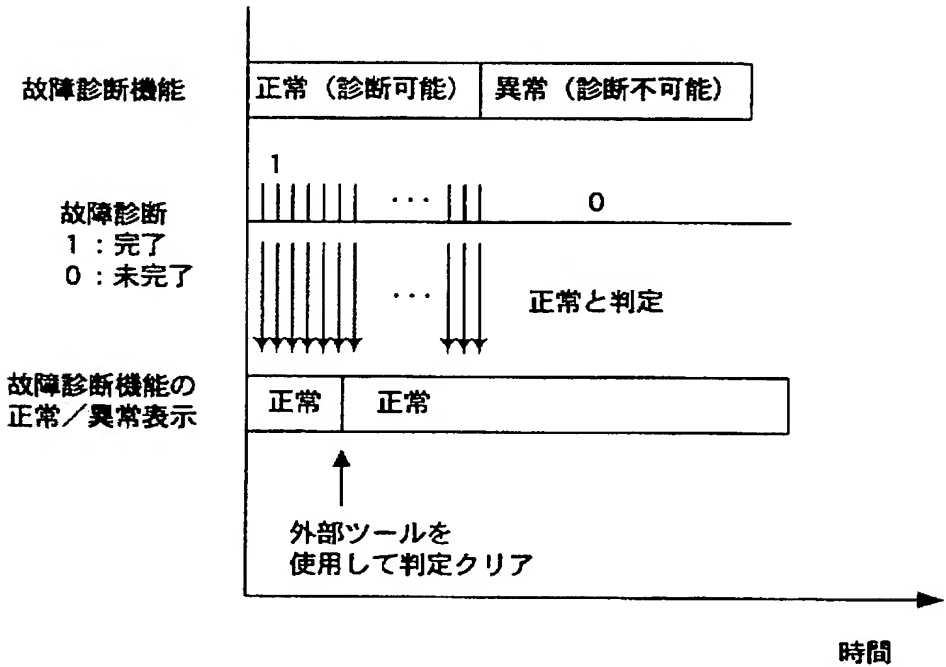 故障診断機能
正常（診断可能） 異常（診断不可能）
1
故障診断
1：完了
0：未完了
･･･
0
･･･
正常と判定
故障診断機能の
正常／異常表示
正常 正常
外部ツールを
使用して判定クリア
時間